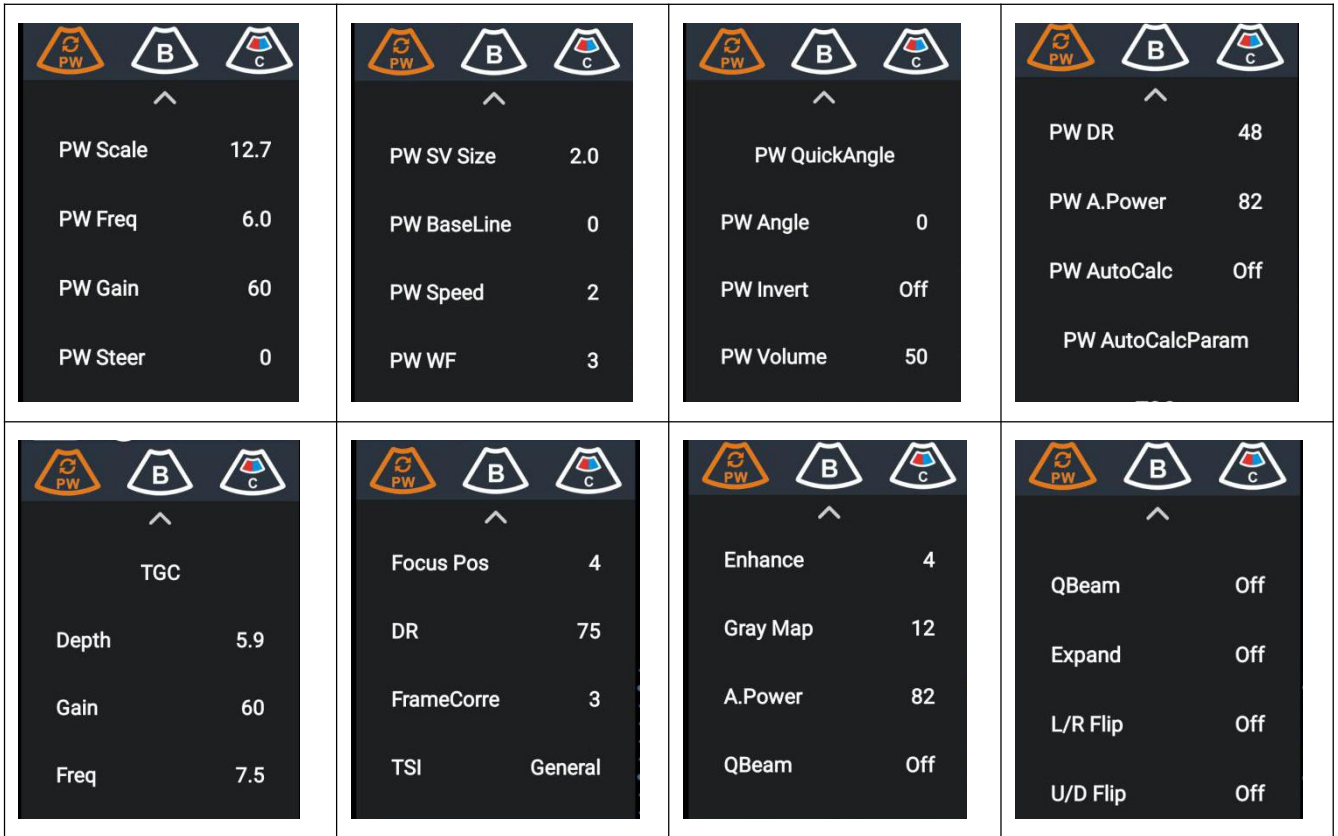 PW B C
PW Scale 12.7
PW Freq 6.0
PW Gain 60
PW Steer 0
PW B C
PW SV Size 2.0
PW BaseLine 0
PW Speed 2
PW WF 3
PW B C
PW QuickAngle
PW Angle 0
PW Invert Off
PW Volume 50
PW B C
PW DR 48
PW A.Power 82
PW AutoCalc Off
PW AutoCalcParam
PW B C
TGC
Depth 5.9
Gain 60
Freq 7.5
PW B C
Focus Pos 4
DR 75
FrameCorre 3
TSI General
PW B C
Enhance 4
Gray Map 12
A.Power 82
QBeam Off
PW B C
QBeam Off
Expand Off
L/R Flip Off
U/D Flip Off